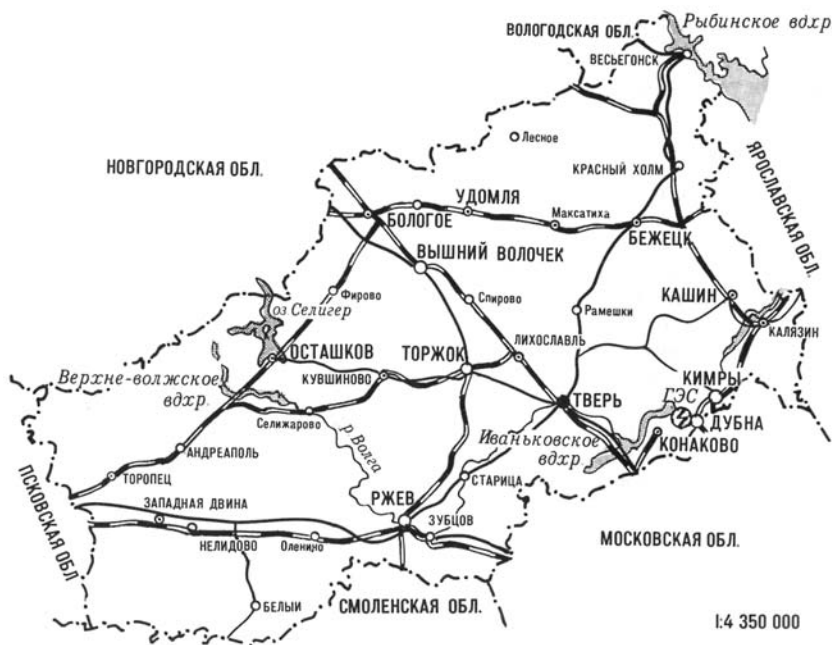 Рыбинское вдхр
ВОЛОГОДСКАЯ ОБЛ.
ВЕСЬЕГОНСК
Лесное
НОВГОРОДСКАЯ ОБЛ.
КРАСНЫЙ ХОЛМ
ЯРОСЛАВСКАЯ ОБЛ.
УДОМЛЯ
БОЛОГОЕ
Максатиха
БЕЖЕЦК
ВЫШНИЙ ВОЛОЧЕК
КАШИН
Фирово
Спирово
Рамешки
оз Селигер
КАЛЯЗИН
ЛИХОСЛАВЛЬ
ОСТАШКОВ
ТОРЖОК
Верхне-волжское
вдхр.
КУВШИНОВО
КИМРЫ
ГЭС
ТВЕРЬ
Селижарово
ДУБНА
Иваньковское
вдхр.
КОНАКОВО
р Волга
АНДРЕАПОЛЬ
ТОРОПЕЦ
СТАРИЦА
ПСКОВСКАЯ ОБЛ
ЗАПАДНАЯ ДВИНА
РЖЕВ
ЗУБЦОВ
НЕЛИДОВО
Оленино
МОСКОВСКАЯ ОБЛ.
БЕЛЫИ
СМОЛЕНСКАЯ ОБЛ.
1:4 350 000